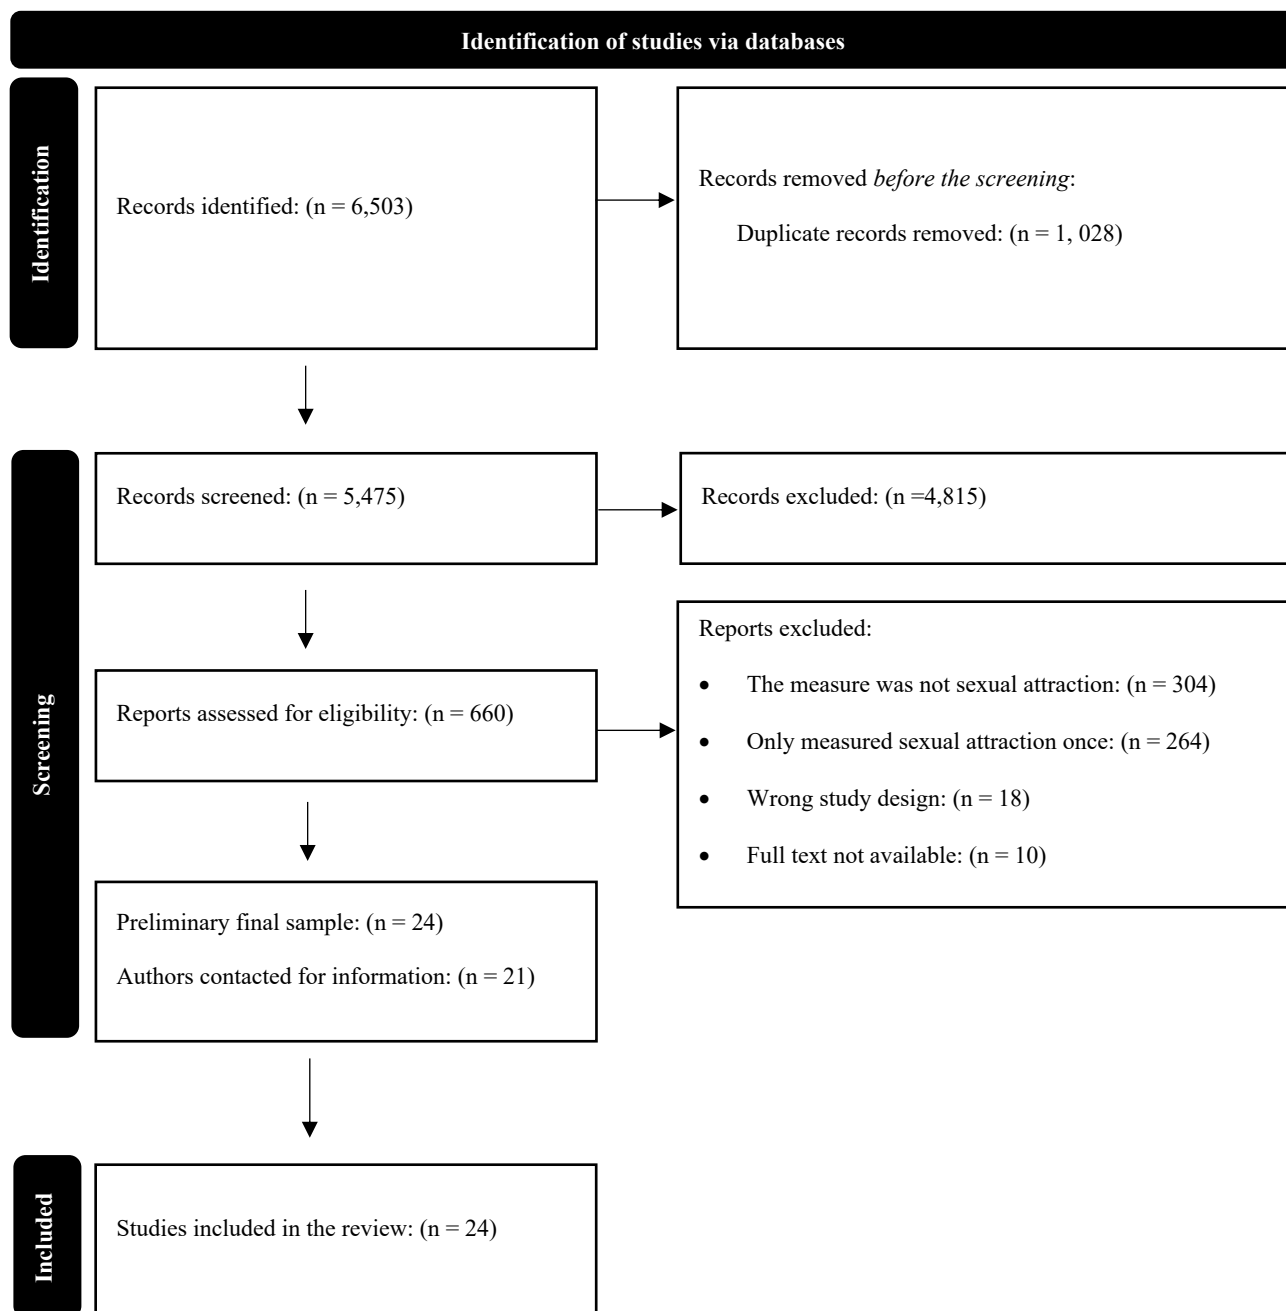 Identification of studies via databases
Identification
Records identified: (n = 6,503)
Records removed before the screening:
Duplicate records removed: (n = 1, 028)
Screening
Records screened: (n = 5,475)
Records excluded: (n =4,815)
Reports assessed for eligibility: (n = 660)
Reports excluded:
• The measure was not sexual attraction: (n = 304)
• Only measured sexual attraction once: (n = 264)
• Wrong study design: (n = 18)
• Full text not available: (n = 10)
Preliminary final sample: (n = 24)
Authors contacted for information: (n = 21)
Included
Studies included in the review: (n = 24)